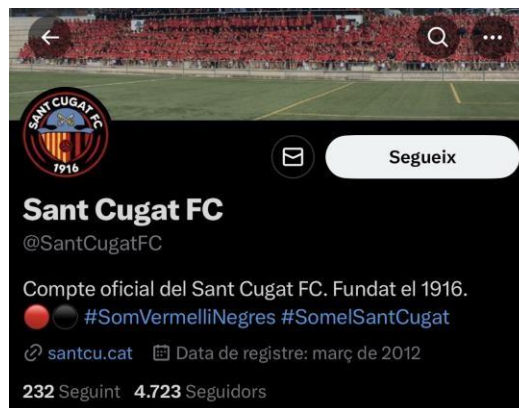 SANT CUGAT FC
1916
Segueix
Sant Cugat FC
@SantCugatFC
Compte oficial del Sant Cugat FC. Fundat el 1916.
#SomVermelliNegres #SomelSantCugat
santcu.cat Data de registre: març de 2012
232 Seguint 4.723 Seguidors